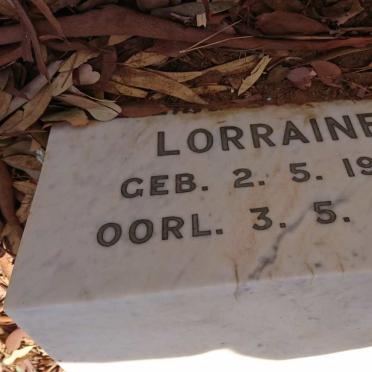 LORRAINE
GEB. 2. 5. 19
OORL. 3. 5.